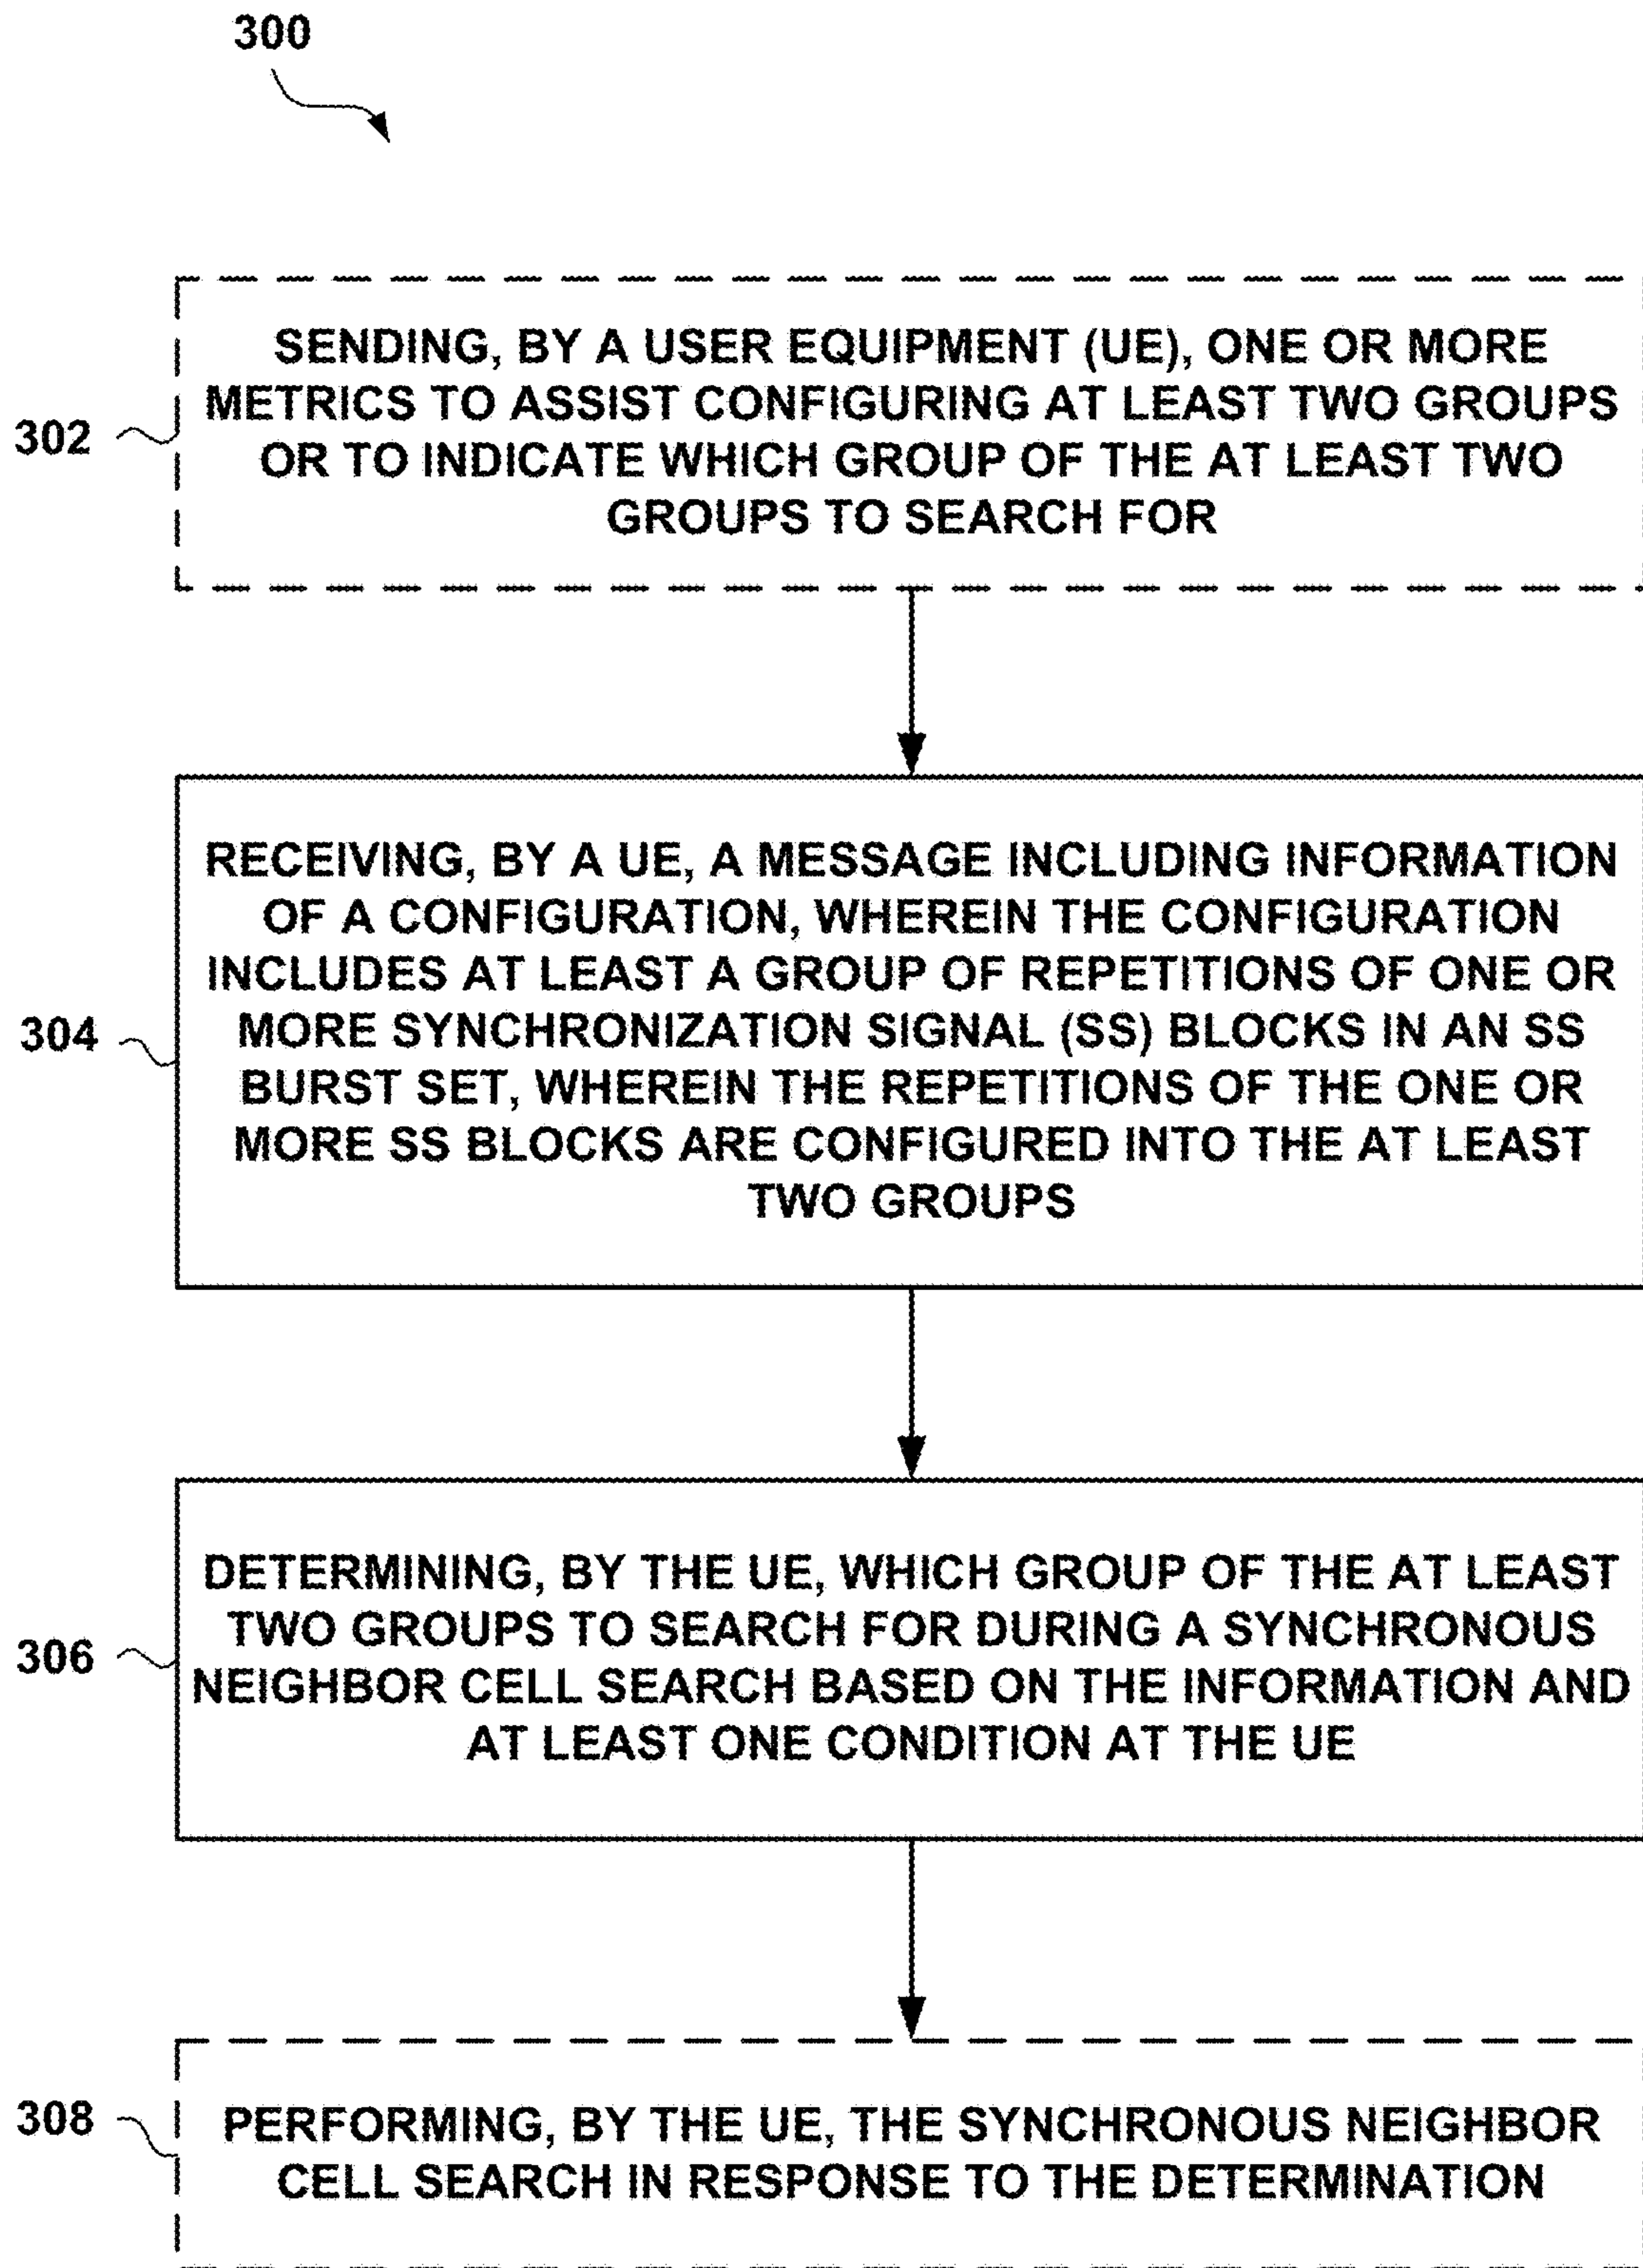 300
302
SENDING, BY A USER EQUIPMENT (UE), ONE OR MORE
METRICS TO ASSIST CONFIGURING AT LEAST TWO GROUPS
OR TO INDICATE WHICH GROUP OF THE AT LEAST TWO
GROUPS TO SEARCH FOR
304
RECEIVING, BY A UE, A MESSAGE INCLUDING INFORMATION
OF A CONFIGURATION, WHEREIN THE CONFIGURATION
INCLUDES AT LEAST A GROUP OF REPETITIONS OF ONE OR
MORE SYNCHRONIZATION SIGNAL (SS) BLOCKS IN AN SS
BURST SET, WHEREIN THE REPETITIONS OF THE ONE OR
MORE SS BLOCKS ARE CONFIGURED INTO THE AT LEAST
TWO GROUPS
306
DETERMINING, BY THE UE, WHICH GROUP OF THE AT LEAST
TWO GROUPS TO SEARCH FOR DURING A SYNCHRONOUS
NEIGHBOR CELL SEARCH BASED ON THE INFORMATION AND
AT LEAST ONE CONDITION AT THE UE
308
PERFORMING, BY THE UE, THE SYNCHRONOUS NEIGHBOR
CELL SEARCH IN RESPONSE TO THE DETERMINATION